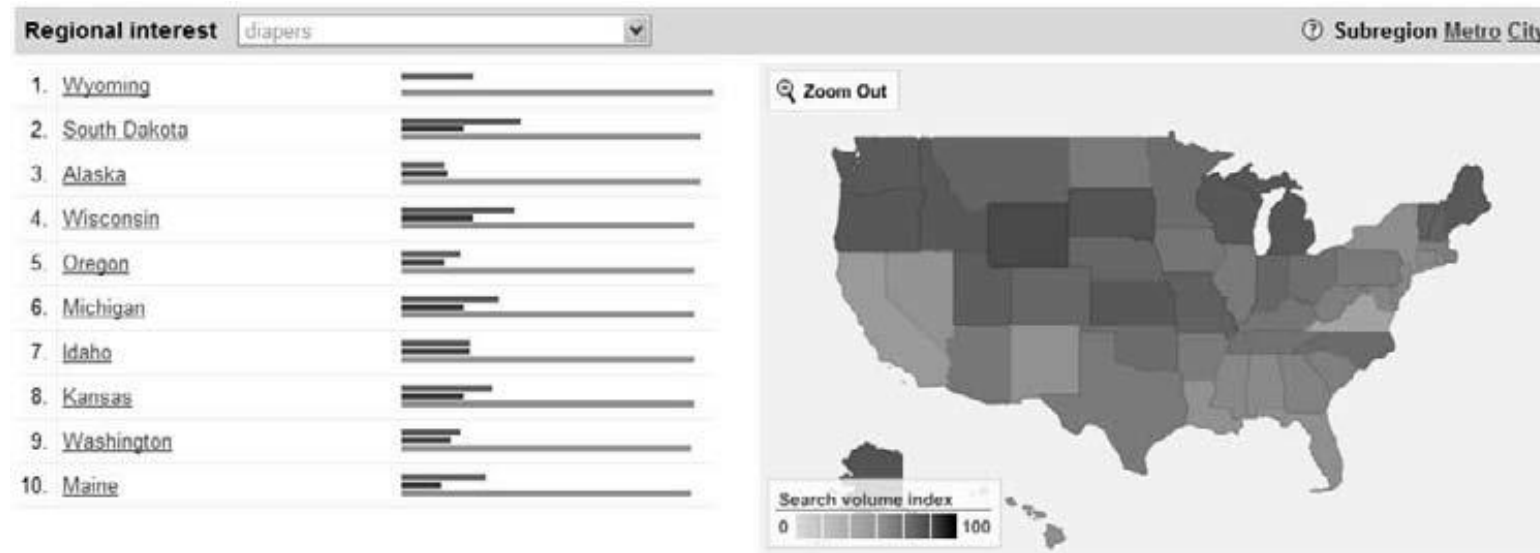 Regional interest diapers Subregion Metro City
1. Wyoming
2. South Dakota
3. Alaska
4. Wisconsin
5. Oregon
6. Michigan
7. Idaho
8. Kansas
9. Washington
10. Maine
Zoom Out
Search volume index
0 100